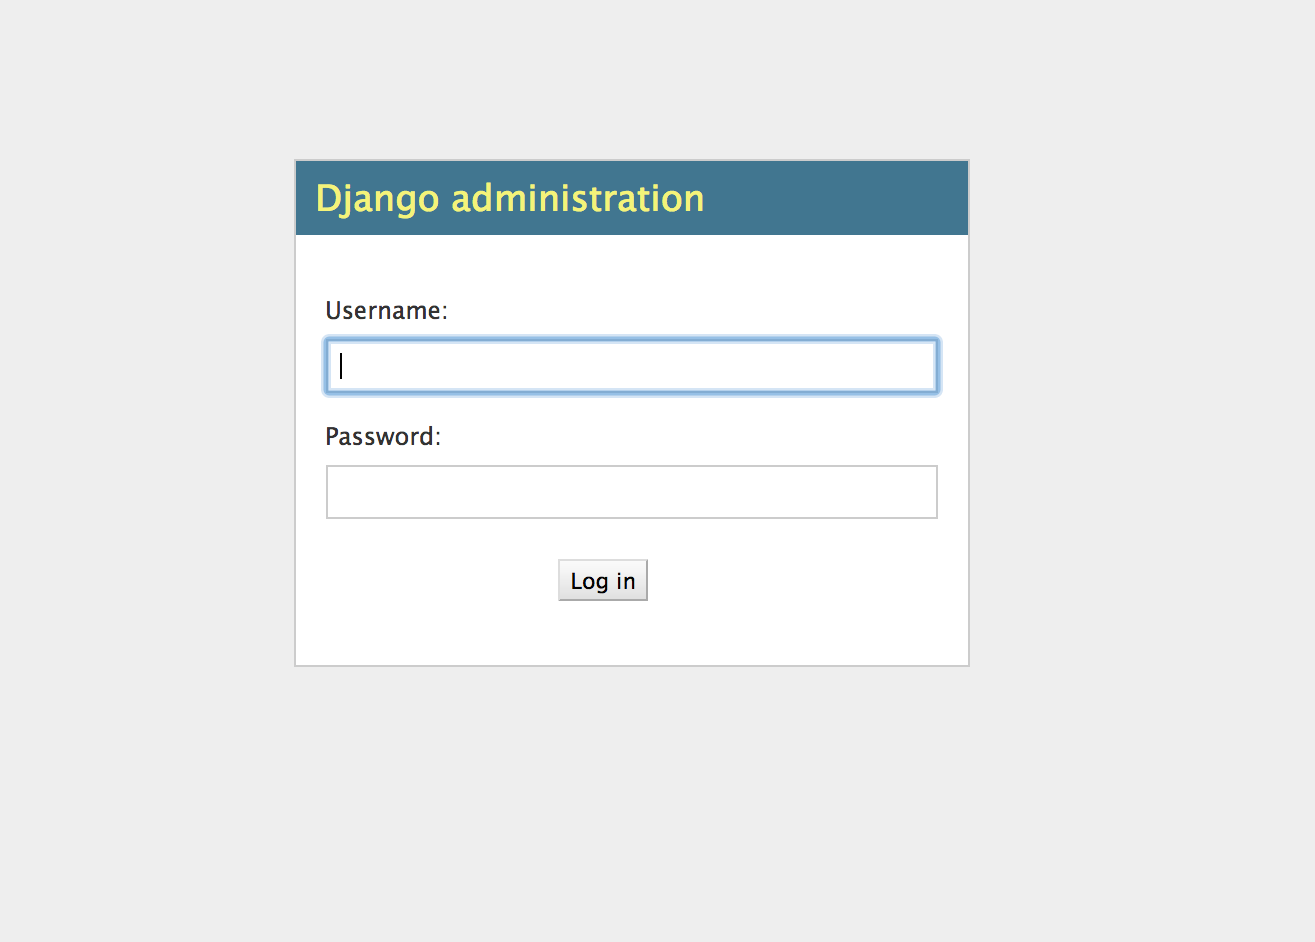 Django administration
Username:
Password:
Log in